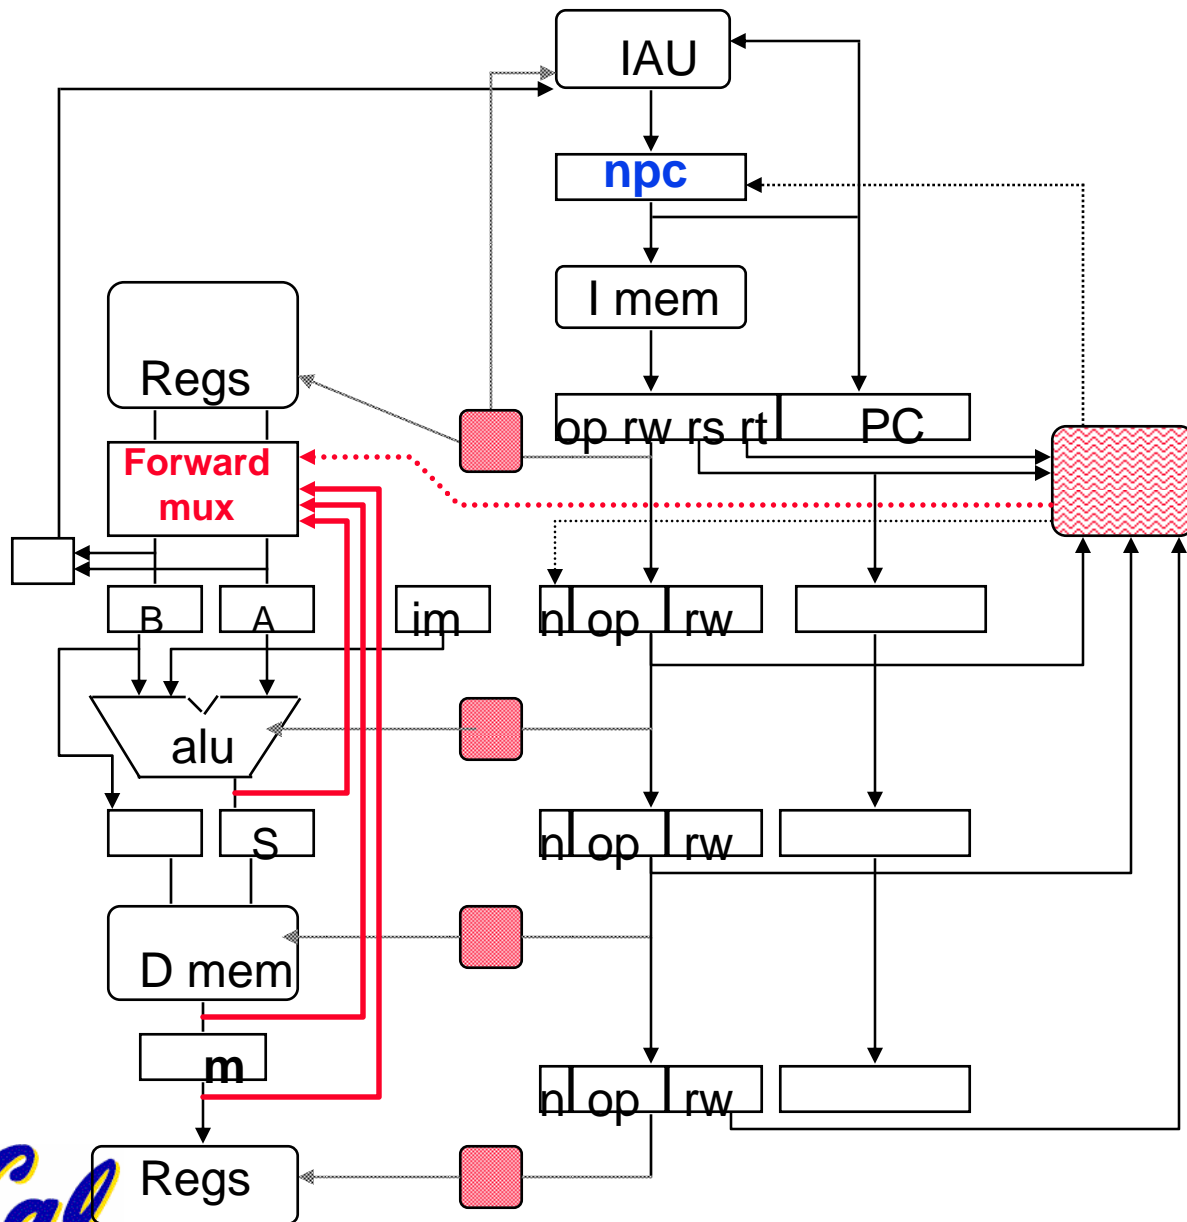 IAU
npc
I mem
Regs
op rw rs rt
PC
Forward
mux
B
A
im
n op rw
alu
S
n op rw
D mem
m
n op rw
Regs
Cal